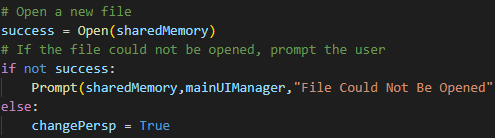 # Open a new file
success = Open(sharedMemory)
# If the file could not be opened, prompt the user
if not success:
    Prompt(sharedMemory,mainUIManager,"File Could Not Be Opened"
else:
    changePersp = True